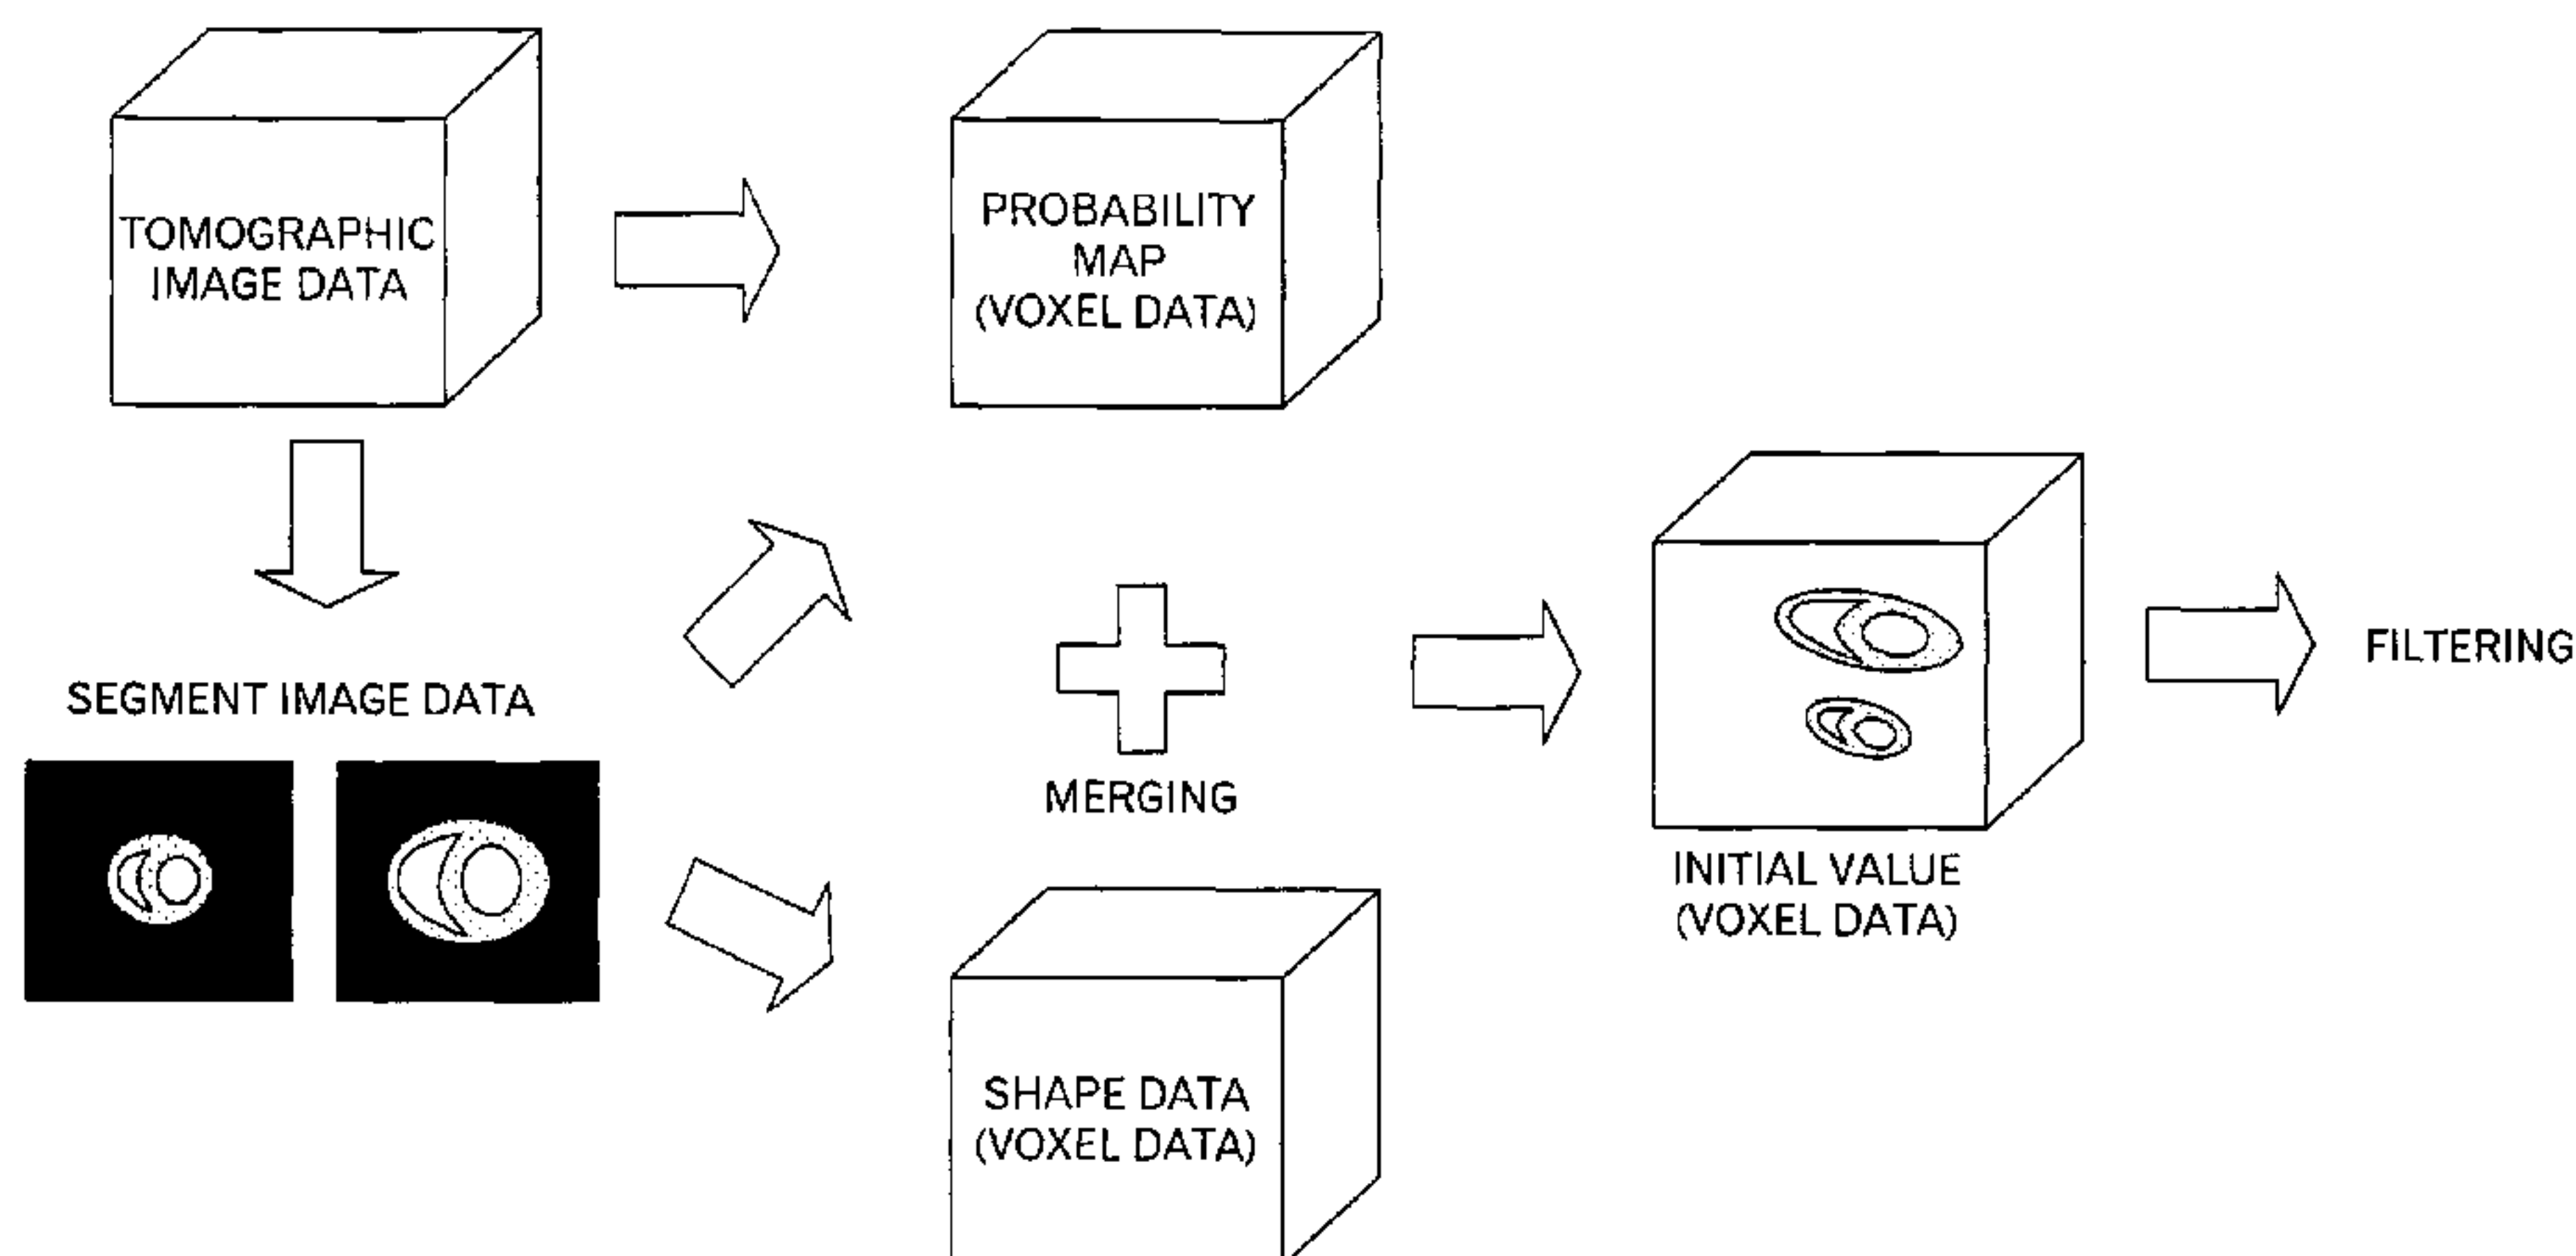 TOMOGRAPHIC
IMAGE DATA
PROBABILITY
MAP
(VOXEL DATA)
SEGMENT IMAGE DATA
MERGING
INITIAL VALUE
(VOXEL DATA)
FILTERING
SHAPE DATA
(VOXEL DATA)